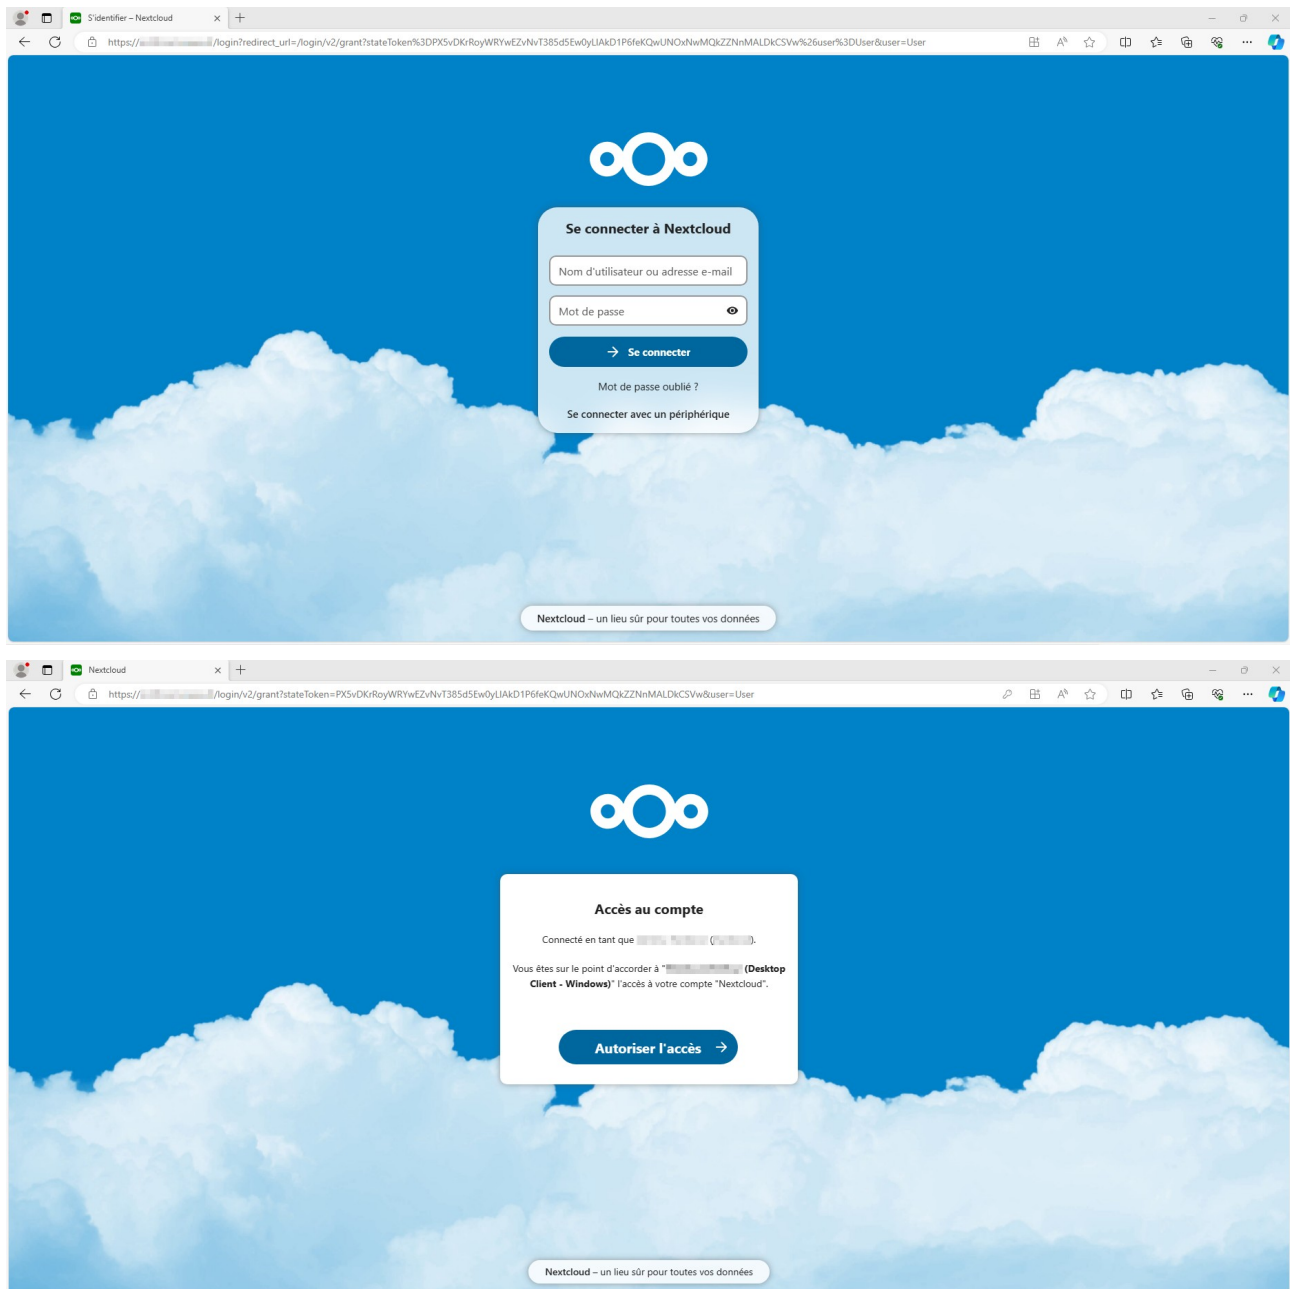 S'identifier – Nextcloud
https:// /login?redirect_url=/login/v2/grant?stateToken%3DPX5vDKrRoyWRYwEZvNvT385d5Ew0yLIAkD1P6feKQwUNOxNwMQkZZNnMALDkCSVw%26user%3DUser&user=User
Se connecter à Nextcloud
Nom d'utilisateur ou adresse e-mail
Mot de passe
Se connecter
Mot de passe oublié ?
Se connecter avec un périphérique
Nextcloud – un lieu sûr pour toutes vos données
Nextcloud
https:// /login/v2/grant?stateToken=PX5vDKrRoyWRYwEZvNvT385d5Ew0yLIAkD1P6feKQwUNOxNwMQkZZNnMALDkCSVw&user=User
Accès au compte
Connecté en tant que ( ).
Vous êtes sur le point d'accorder à " (Desktop
Client - Windows)" l'accès à votre compte "Nextcloud".
Autoriser l'accès
Nextcloud – un lieu sûr pour toutes vos données